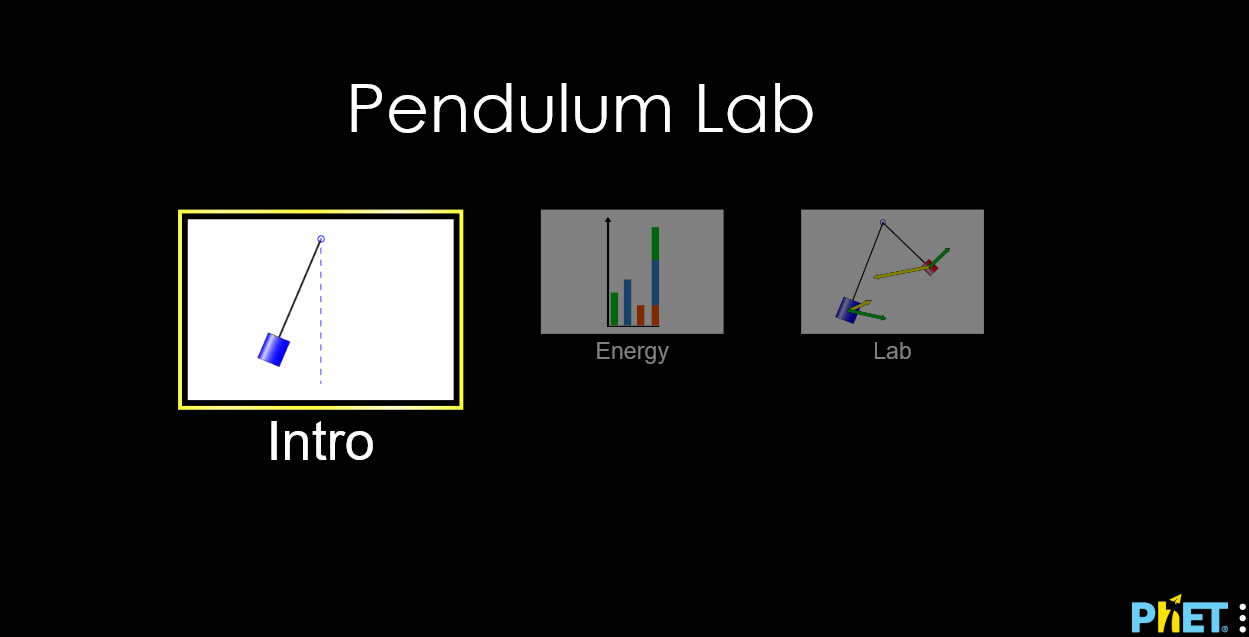 Pendulum Lab
Intro
Energy
Lab
PhET